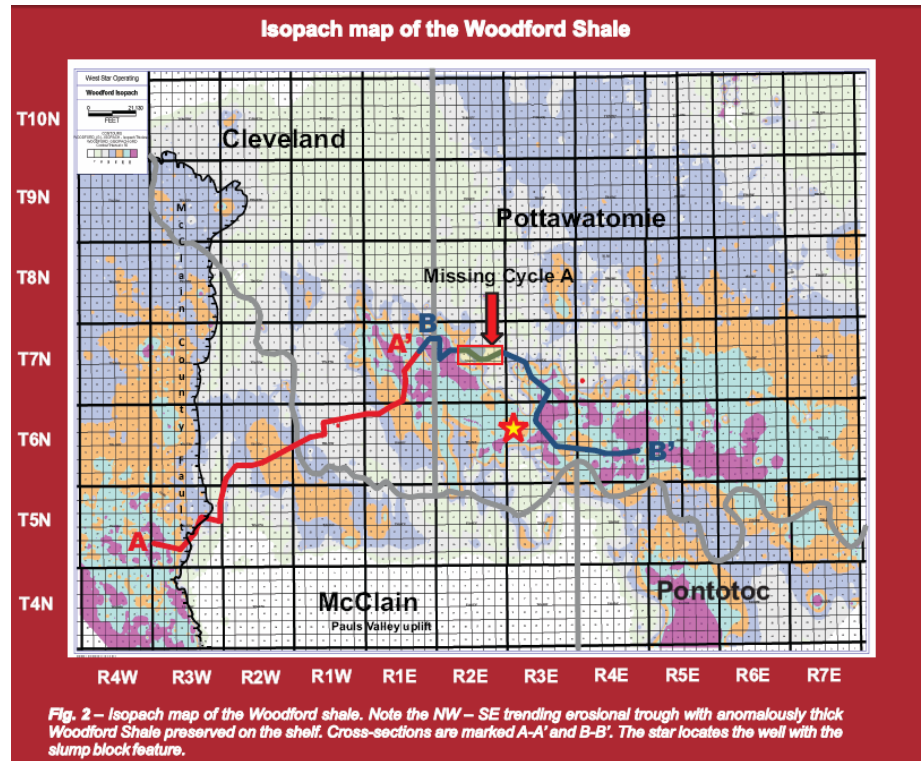 Isopach map of the Woodford Shale
West Star Operating
Woodford Isopach
FEET
T10N
T9N
T8N
T7N
T6N
T5N
T4N
Cleveland
Pottawatomie
McClain County Fault
Missing Cycle A
A
A'
B
B'
McClain
Pauls Valley uplift
Pontotoc
R4W R3W R2W R1W R1E R2E R3E R4E R5E R6E R7E
Fig. 2 – Isopach map of the Woodford shale. Note the NW – SE trending erosional trough with anomalously thick
Woodford Shale preserved on the shelf. Cross-sections are marked A-A' and B-B'. The star locates the well with the
slump block feature.